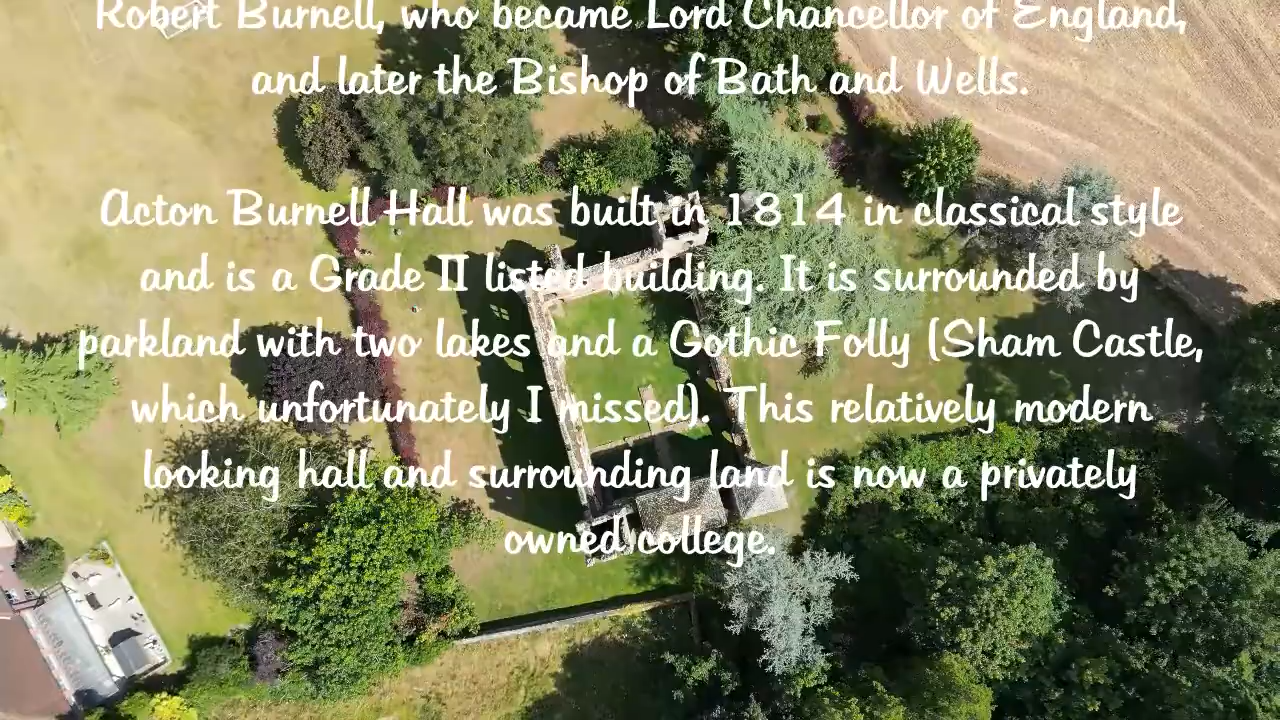 Robert Burnell, who became Lord Chancellor of England,
and later the Bishop of Bath and Wells.
Acton Burnell Hall was built in 1814 in classical style
and is a Grade II listed building. It is surrounded by
parkland with two lakes and a Gothic Folly (Sham Castle,
which unfortunately I missed). This relatively modern
looking hall and surrounding land is now a privately
owned college.